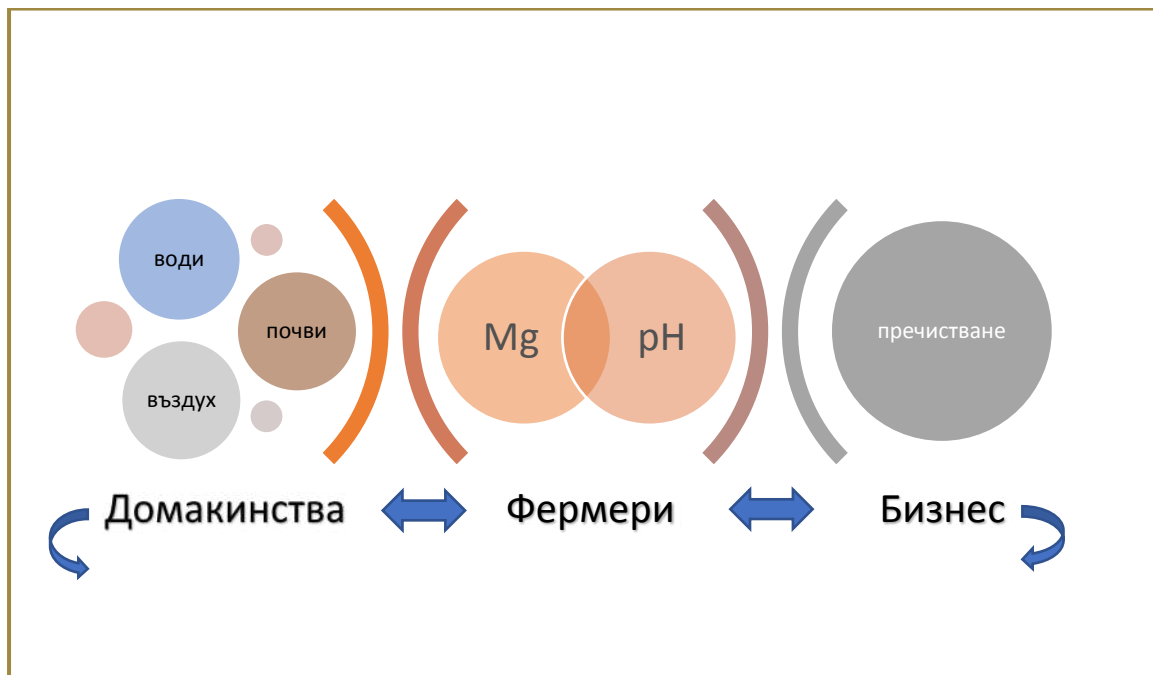 води
почви
въздух
Mg
pH
пречистване
Домакинства
Фермери
Бизнес